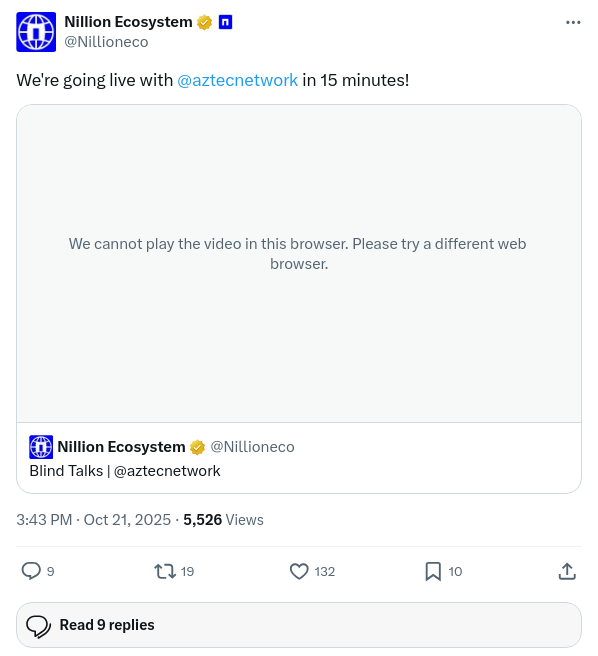 Nillion Ecosystem
@Nillioneco
We're going live with @aztecnetwork in 15 minutes!
We cannot play the video in this browser. Please try a different web
browser.
Nillion Ecosystem @Nillioneco
Blind Talks | @aztecnetwork
3:43 PM · Oct 21, 2025 · 5,526 Views
9 19 132 10
Read 9 replies